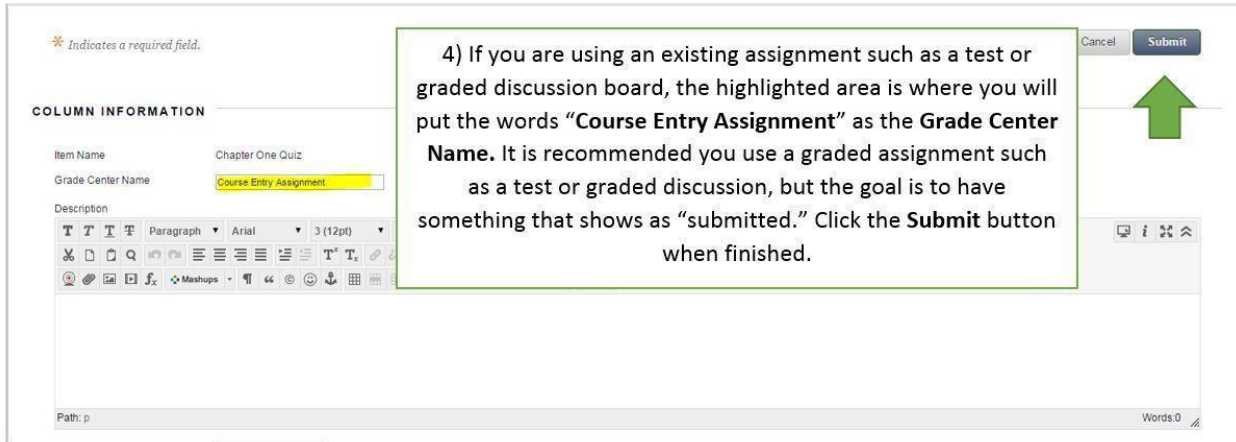 * Indicates a required field.
Cancel Submit
4) If you are using an existing assignment such as a test or
graded discussion board, the highlighted area is where you will
put the words “Course Entry Assignment” as the Grade Center
Name. It is recommended you use a graded assignment such
as a test or graded discussion, but the goal is to have
something that shows as “submitted.” Click the Submit button
when finished.
COLUMN INFORMATION
Item Name Chapter One Quiz
Grade Center Name Course Entry Assignment
Description
T T T T Paragraph Arial 3 (12pt)
Mashups
Path: p Words:0